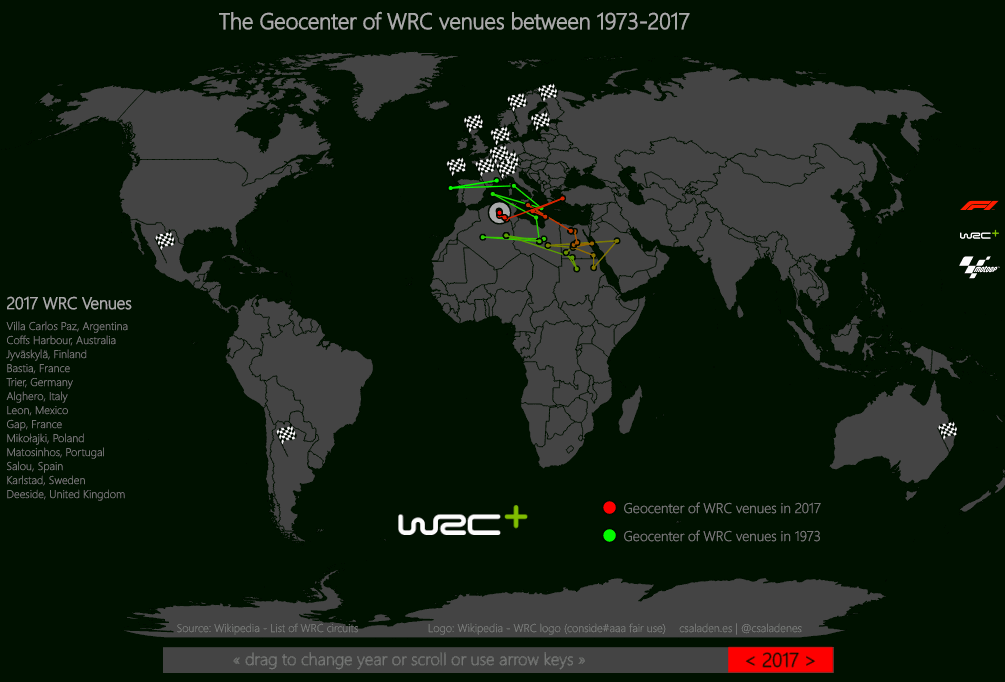 The Geocenter of WRC venues between 1973-2017
F1
WRC+
MotoGP
2017 WRC Venues
Villa Carlos Paz, Argentina
Coffs Harbour, Australia
Jyväskylä, Finland
Bastia, France
Trier, Germany
Alghero, Italy
Leon, Mexico
Gap, France
Mikołajki, Poland
Matosinhos, Portugal
Salou, Spain
Karlstad, Sweden
Deeside, United Kingdom
WRC+
Geocenter of WRC venues in 2017
Geocenter of WRC venues in 1973
Source: Wikipedia - List of WRC circuits Logo: Wikipedia - WRC logo (conside#aaa fair use) csaladen.es | @csaladenes
« drag to change year or scroll or use arrow keys » < 2017 >